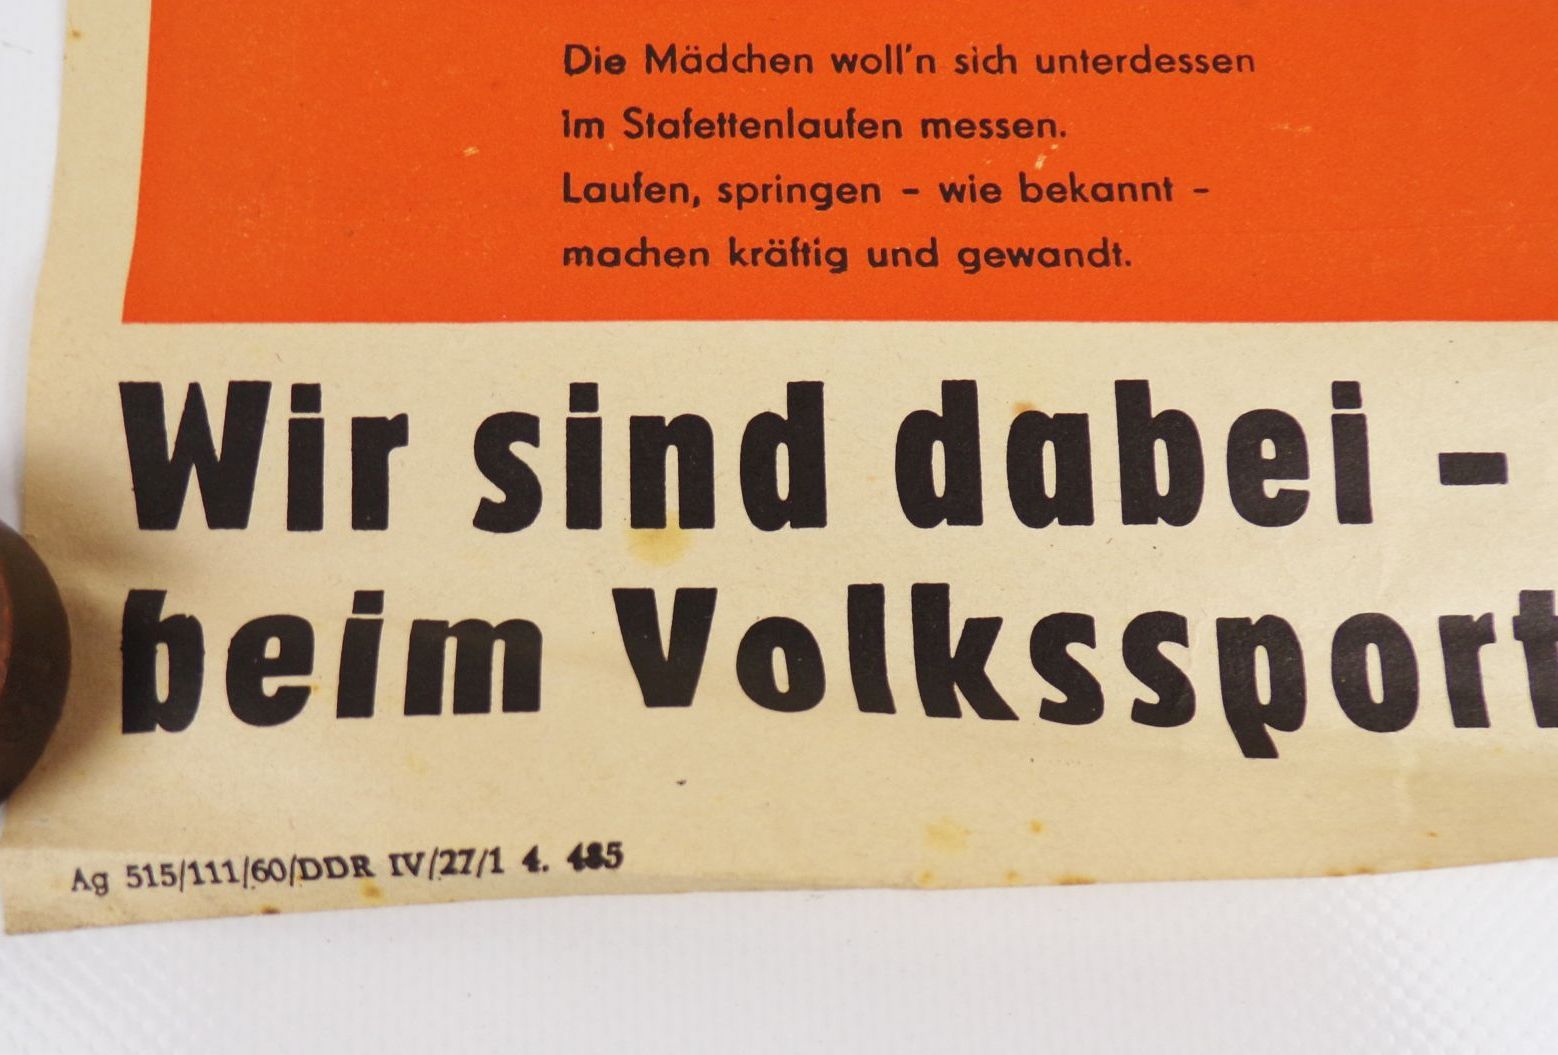 Die Mädchen woll'n sich unterdessen
im Stafettenlaufen messen.
Laufen, springen – wie bekannt –
machen kräftig und gewandt.
Wir sind dabei –
beim Volkssport
Ag 515/111/60/DDR IV/27/1 4.